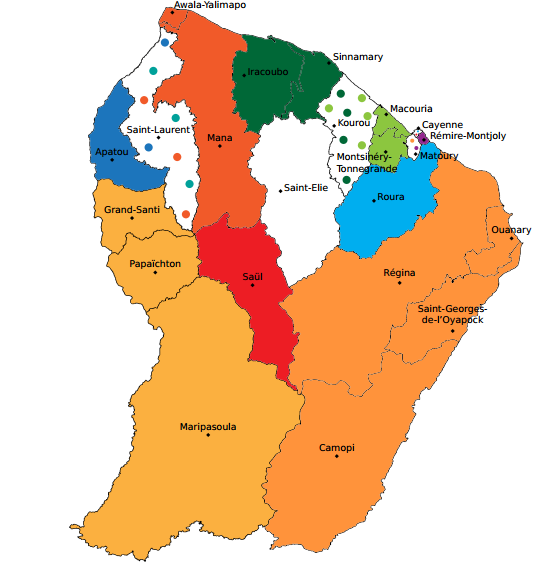 Awala-Yalimapo
Sinnamary
Iracoubo
Macouria
Kourou
Cayenne
Saint-Laurent
Rémire-Montjoly
Mana
Apatou
Montsinéry-
Tonnegrande
Matoury
Saint-Elie
Roura
Grand-Santi
Ouanary
Papaïchton
Saül
Régina
Saint-Georges-
de-l’Oyapock
Maripasoula
Camopi